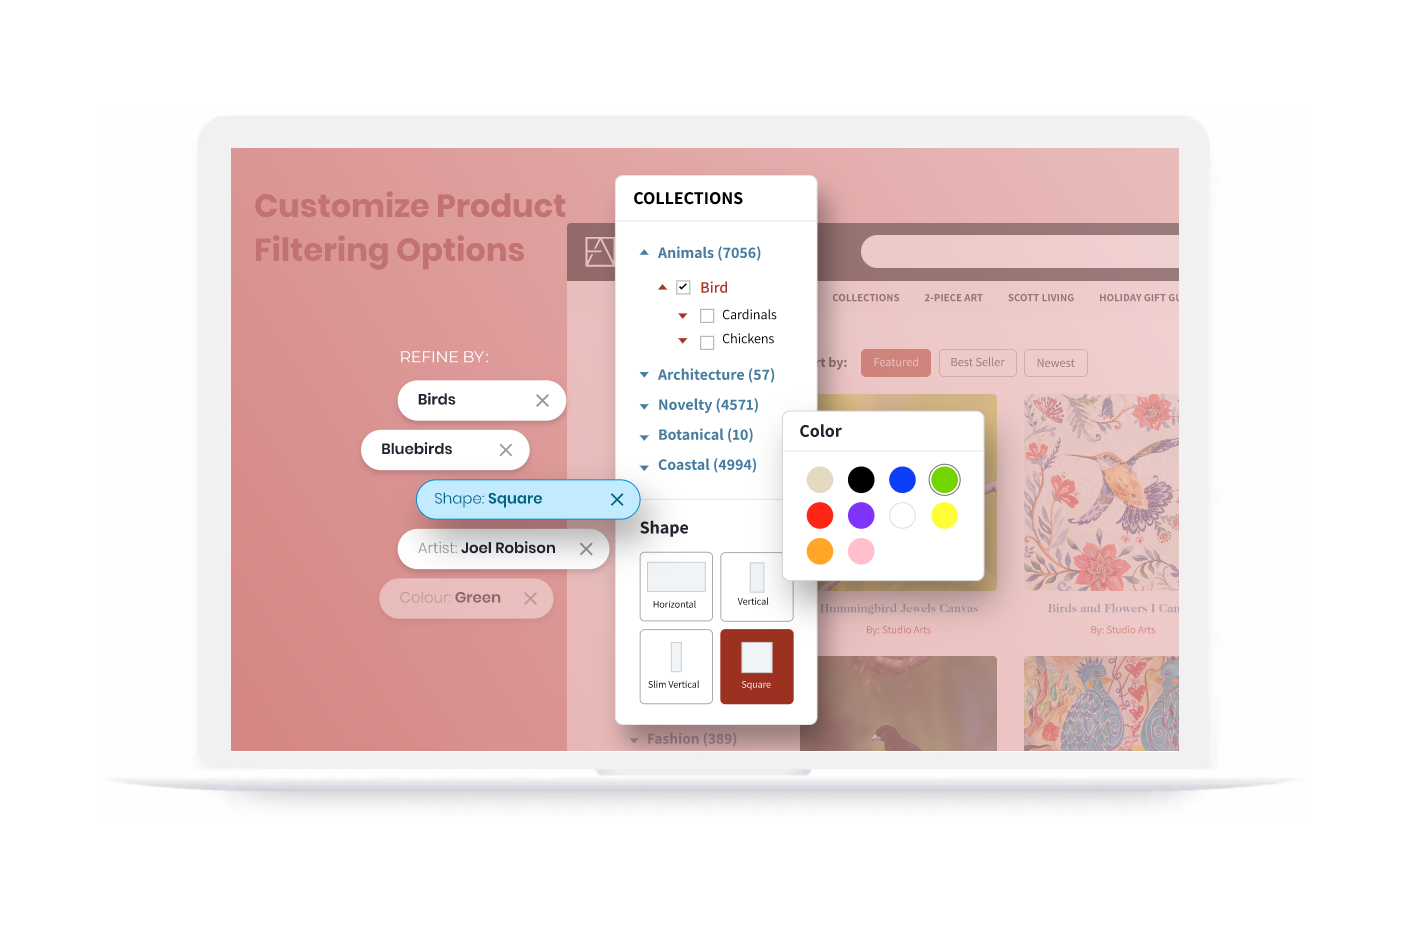 Customize Product
Filtering Options
REFINE BY:
Birds
Bluebirds
Shape: Square
Artist: Joel Robison
Colour: Green
COLLECTIONS
Animals (7056)
Bird
Cardinals
Chickens
Architecture (57)
Novelty (4571)
Botanical (10)
Coastal (4994)
Shape
Horizontal
Vertical
Slim Vertical
Square
Fashion (389)
COLLECTIONS 2-PIECE ART SCOTT LIVING HOLIDAY GIFT GU
rt by: Featured Best Seller Newest
Color
Hummingbird Jewels Canvas
By: Studio Arts
Birds and Flowers I Can
By: Studio Arts